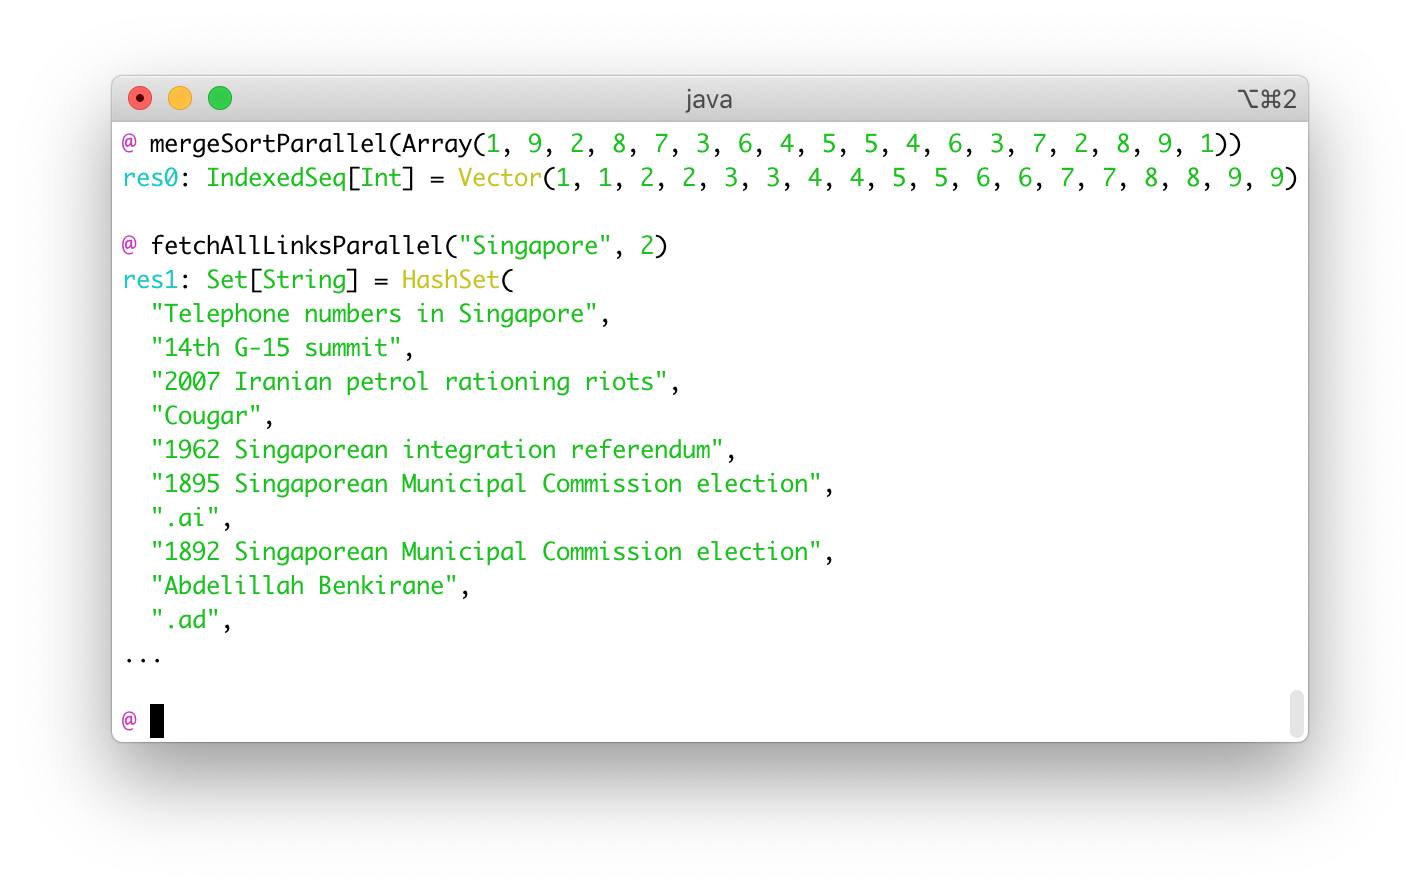 java
⌥⌘2
@ mergeSortParallel(Array(1, 9, 2, 8, 7, 3, 6, 4, 5, 5, 4, 6, 3, 7, 2, 8, 9, 1))
res0: IndexedSeq[Int] = Vector(1, 1, 2, 2, 3, 3, 4, 4, 5, 5, 6, 6, 7, 7, 8, 8, 9, 9)
@ fetchAllLinksParallel("Singapore", 2)
res1: Set[String] = HashSet(
"Telephone numbers in Singapore",
"14th G-15 summit",
"2007 Iranian petrol rationing riots",
"Cougar",
"1962 Singaporean integration referendum",
"1895 Singaporean Municipal Commission election",
".ai",
"1892 Singaporean Municipal Commission election",
"Abdelillah Benkirane",
".ad",
...
@